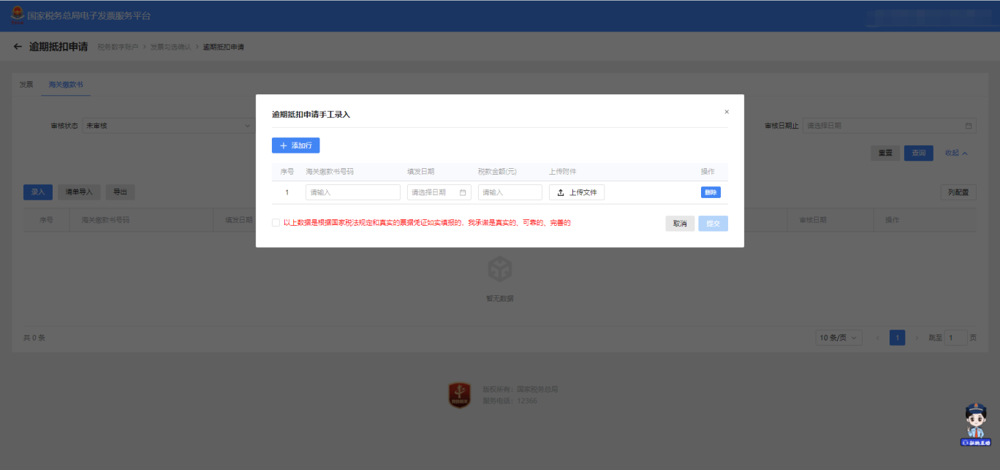 国家税务总局电子发票服务平台
← 逾期抵扣申请 税务数字账户 > 发票勾选确认 > 逾期抵扣申请
发票 海关缴款书
逾期抵扣申请手工录入 ×
审核状态 未审核 审核日期止 请选择日期
+ 添加行
重置 查询 收起
序号 海关缴款书号码 填发日期 税款金额(元) 上传附件 操作
录入 清单导入 导出 列配置
1 请输入 请选择日期 请输入 上传文件 删除
序号 海关缴款书号码 填发日期 审核日期 操作
以上数据是根据国家税法规定和真实的票据凭证如实填报的，我承诺是真实的、可靠的、完善的 取消 提交
暂无数据
共 0 条 10 条/页 < 1 > 跳至 1 页
版权所有：国家税务总局
服务电话：12366
征纳互动